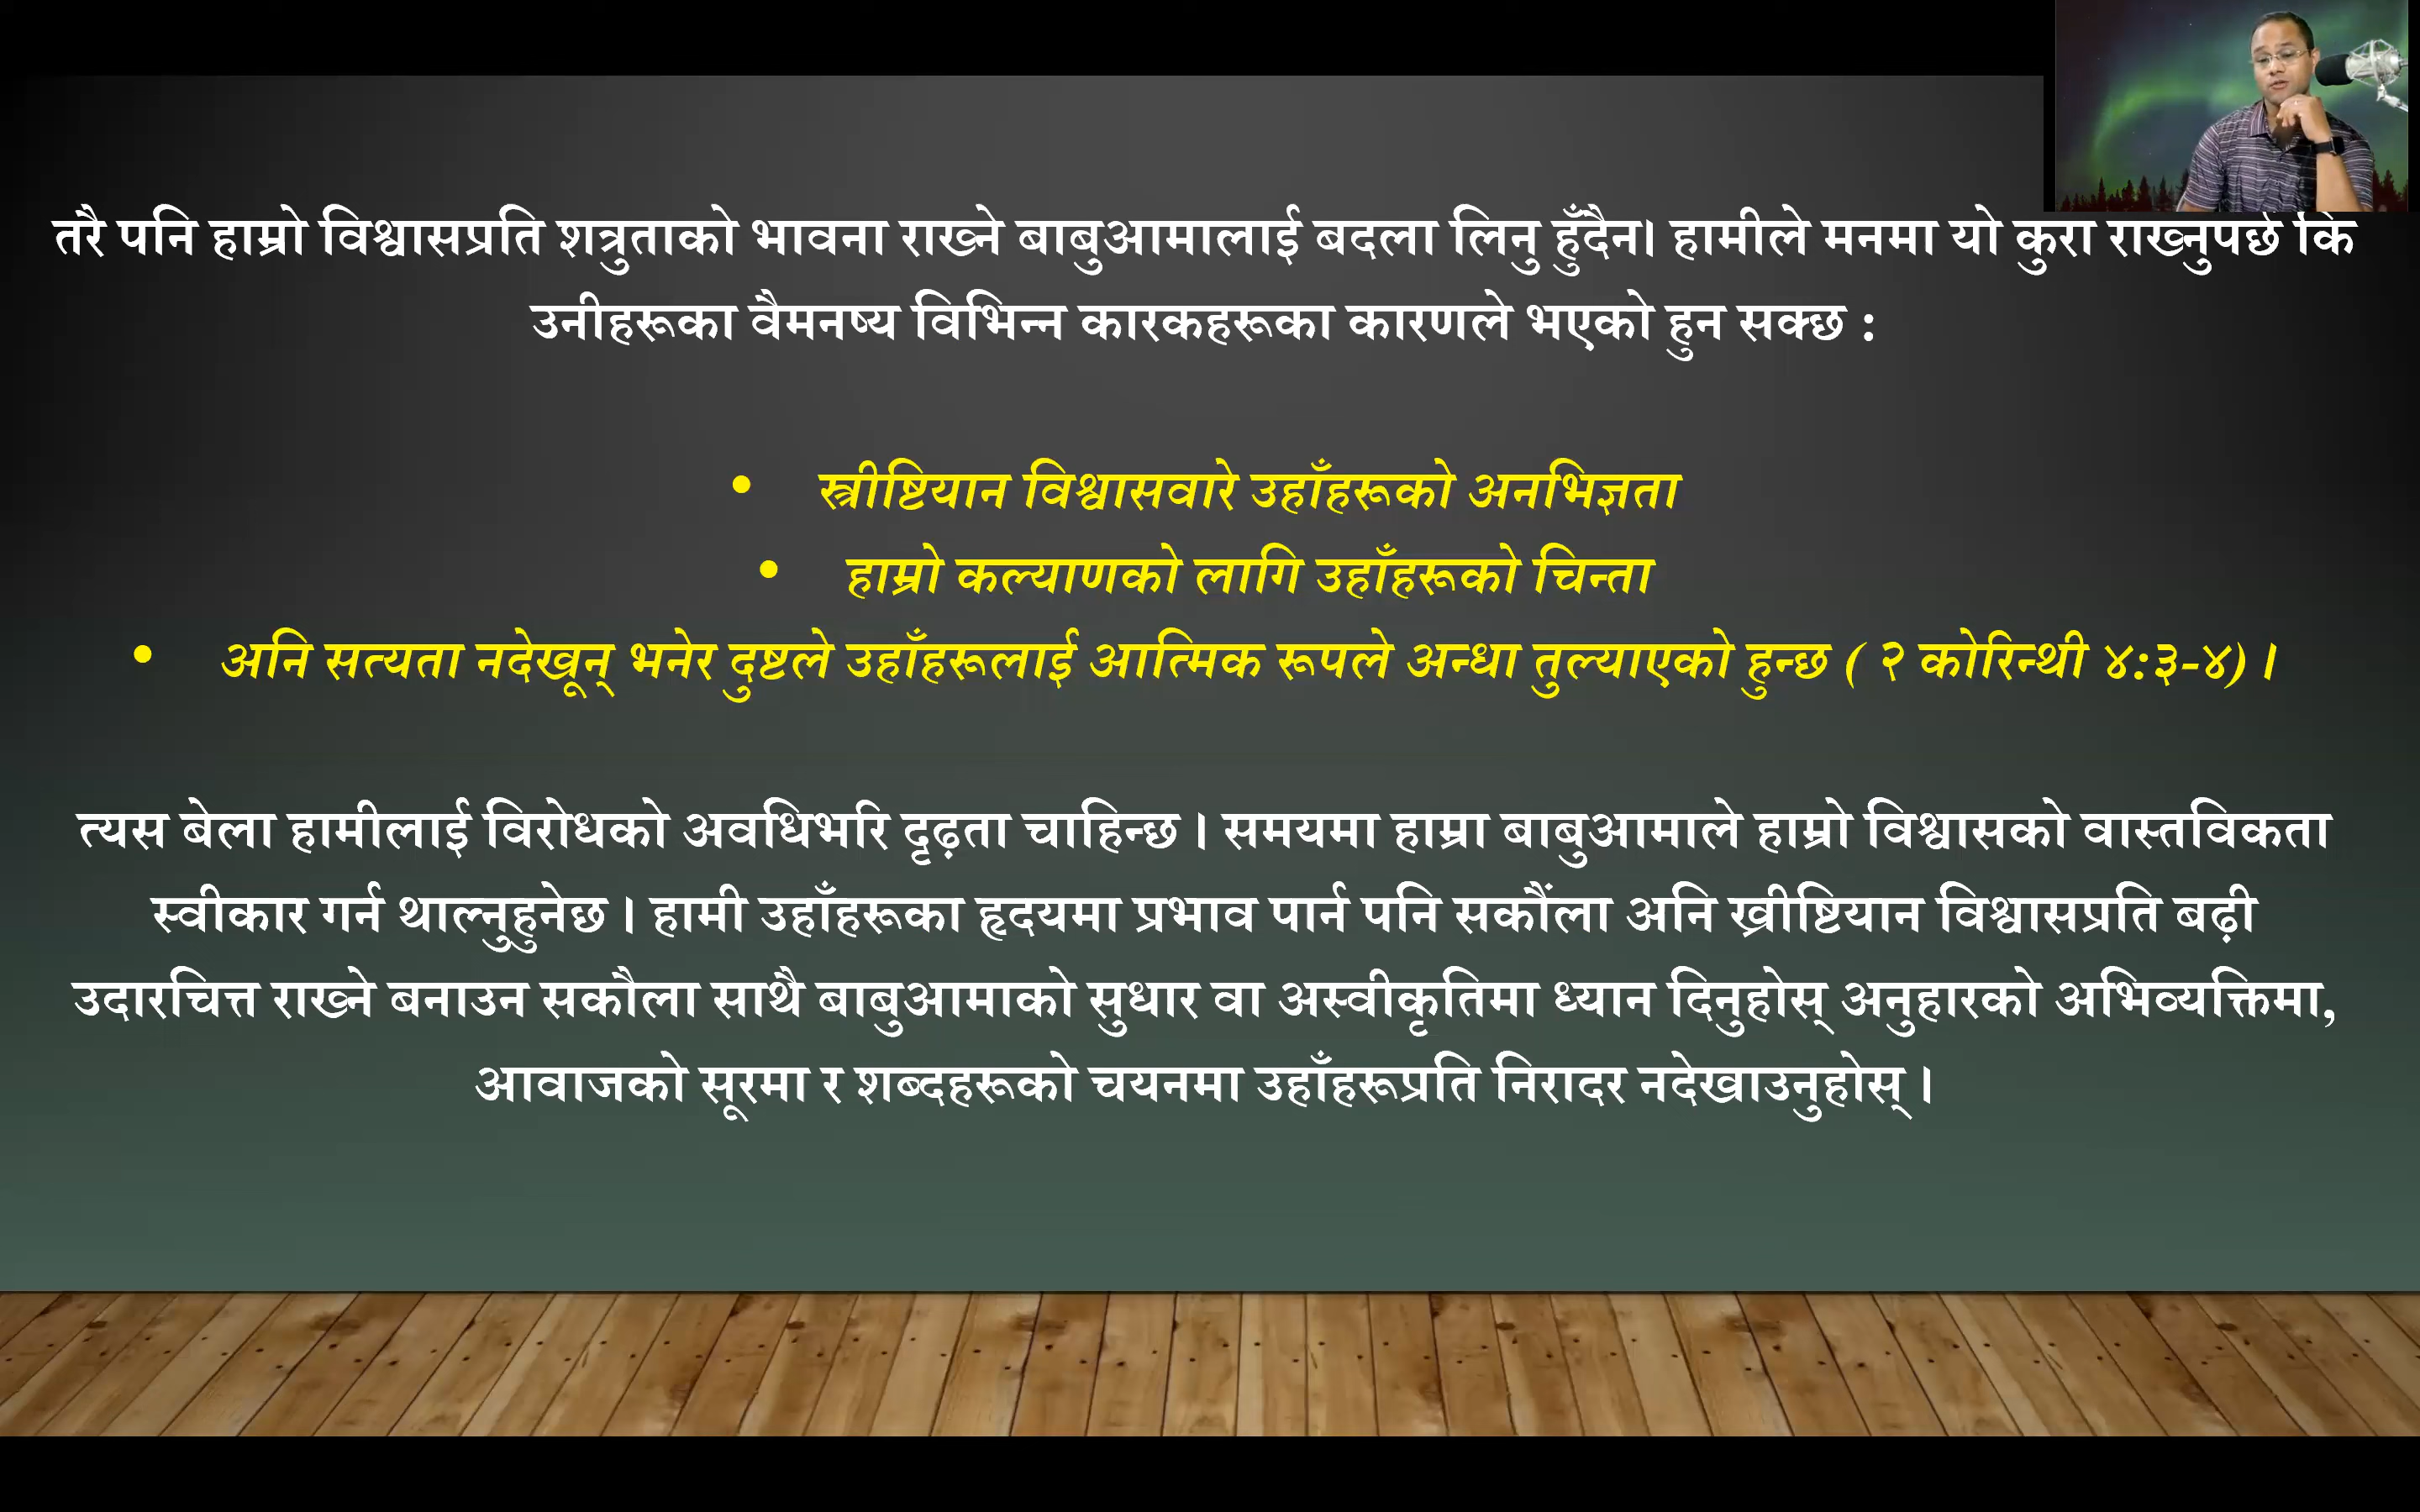 तरै पनि हाम्रो विश्वासप्रति शत्रुताको भावना राख्ने बाबुआमालाई बदला लिनु हुँदैन। हामीले मनमा यो कुरा राख्नुपर्छ कि
उनीहरूका वैमनष्य विभिन्न कारकहरूका कारणले भएको हुन सक्छ :
• ख्रीष्टियान विश्वासवारे उहाँहरूको अनभिज्ञता
• हाम्रो कल्याणको लागि उहाँहरूको चिन्ता
• अनि सत्यता नदेखून् भनेर दुष्टले उहाँहरूलाई आत्मिक रूपले अन्धा तुल्याएको हुन्छ ( २ कोरिन्थी ४:३-४) ।
त्यस बेला हामीलाई विरोधको अवधिभरि दृढ़ता चाहिन्छ । समयमा हाम्रा बाबुआमाले हाम्रो विश्वासको वास्तविकता
स्वीकार गर्न थाल्नुहुनेछ । हामी उहाँहरूका हृदयमा प्रभाव पार्न पनि सकौंला अनि ख्रीष्टियान विश्वासप्रति बढ़ी
उदारचित्त राख्ने बनाउन सकौला साथै बाबुआमाको सुधार वा अस्वीकृतिमा ध्यान दिनुहोस् अनुहारको अभिव्यक्तिमा,
आवाजको सूरमा र शब्दहरूको चयनमा उहाँहरूप्रति निरादर नदेखाउनुहोस् ।